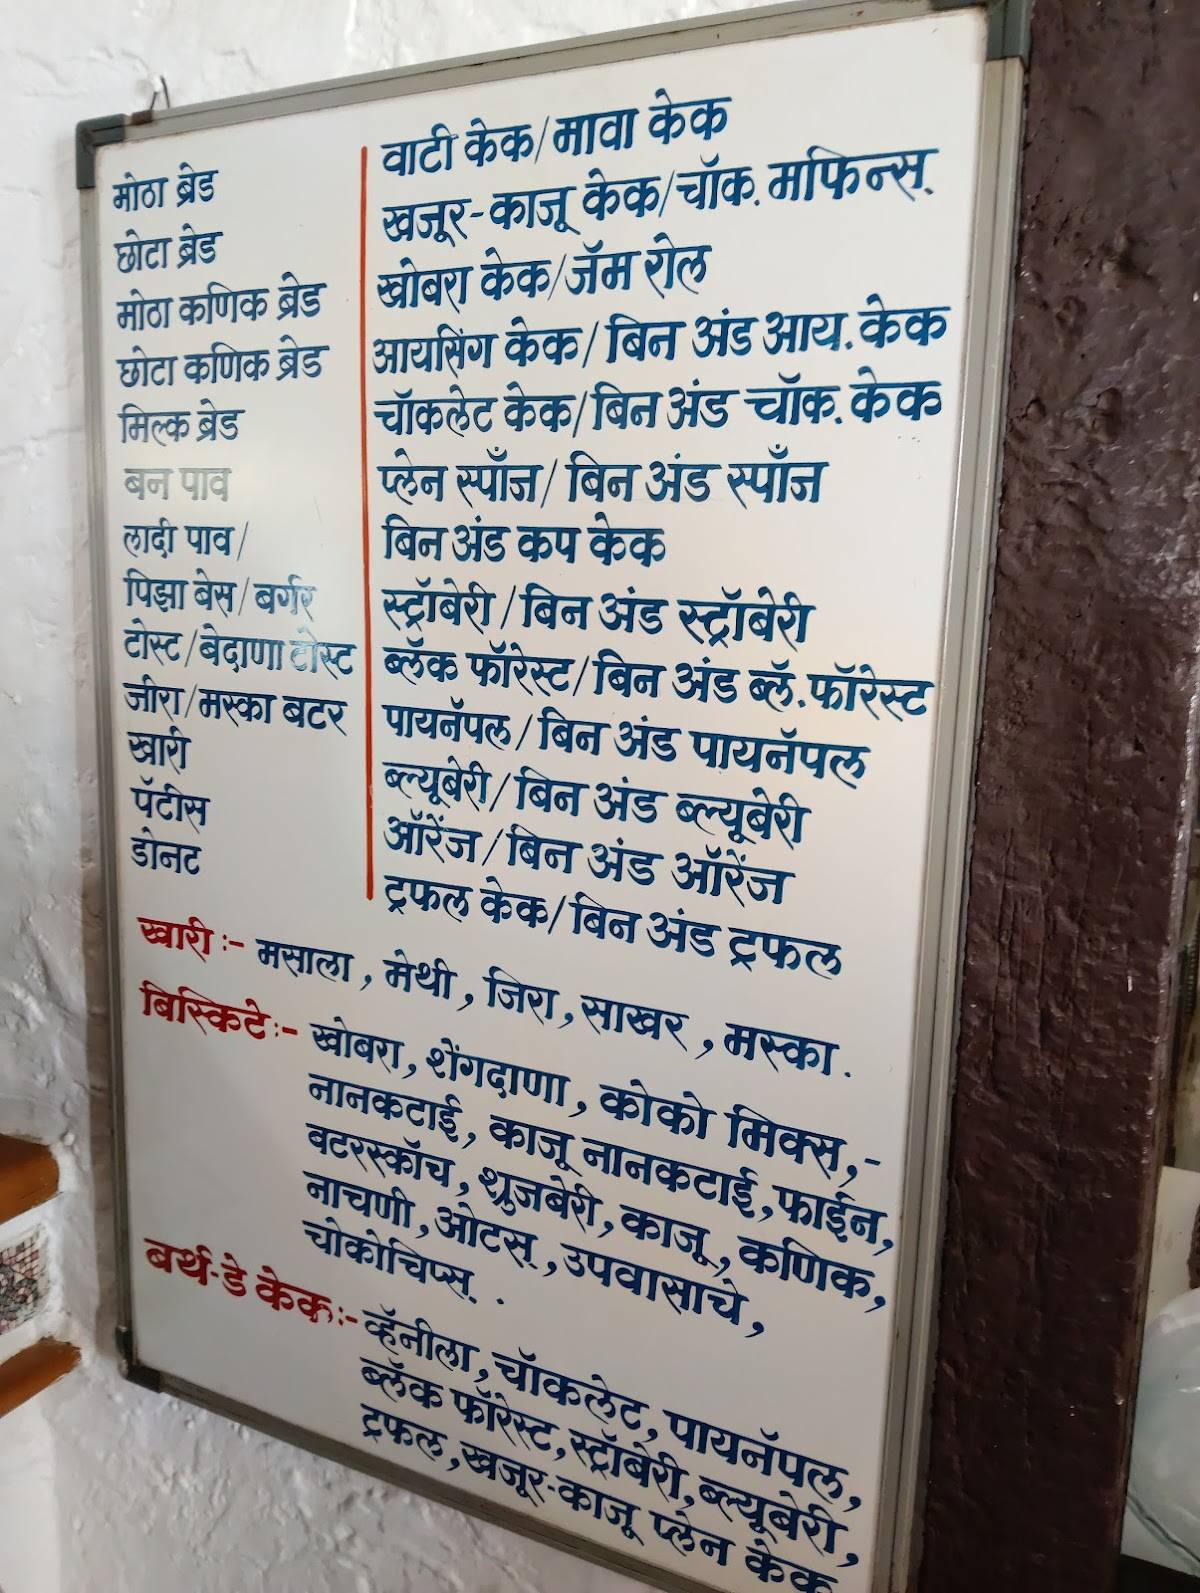 मोठा ब्रेड
छोटा ब्रेड
मोठा कणिक ब्रेड
छोटा कणिक ब्रेड
मिल्क ब्रेड
बन पाव
लादी पाव/
पिझा बेस/बर्गर
टोस्ट/बेदाणा टोस्ट
जीरा/मस्का बटर
खारी
पॅटीस
डोनट
वाटी केक/मावा केक
खजूर-काजू केक/चॉक. मफिन्स्.
खोबरा केक/जॅम रोल
आयसिंग केक/बिन अंड आय. केक
चॉकलेट केक/बिन अंड चॉक. केक
प्लेन स्पाँज/बिन अंड स्पाँज
बिन अंड कप केक
स्ट्रॉबेरी/बिन अंड स्ट्रॉबेरी
ब्लॅक फॉरेस्ट/बिन अंड ब्लॅ. फॉरेस्ट
पायनॅपल/बिन अंड पायनॅपल
ब्ल्यूबेरी/बिन अंड ब्ल्यूबेरी
ऑरेंज/बिन अंड ऑरेंज
ट्रफल केक/बिन अंड ट्रफल
खारी :- मसाला, मेथी, जिरा, साखर, मस्का.
बिस्किटे:- खोबरा, शेंगदाणा, कोको मिक्स,-
नानकटाई, काजू नानकटाई, फाईन,
बटरस्कॉच, श्रुजबेरी, काजू, कणिक,
नाचणी, ओटस्, उपवासाचे,
चोकोचिप्स्.
बर्थ-डे केक:- व्हॅनीला, चॉकलेट, पायनॅपल,
ब्लॅक फॉरेस्ट, स्ट्रॉबेरी, ब्ल्यूबेरी,
ट्रफल, खजूर-काजू प्लेन केक